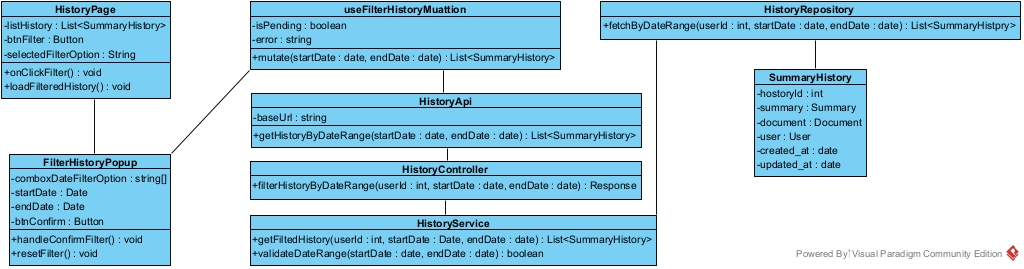 HistoryPage
-listHistory : List<SummaryHistory>
-btnFilter : Button
-selectedFilterOption : String
+onClickFilter() : void
+loadFilteredHistory() : void
useFilterHistoryMuattion
-isPending : boolean
-error : string
+mutate(startDate : date, endDate : date) : List<SummaryHistory>
HistoryRepository
+fetchByDateRange(userId : int, startDate : date, endDate : date) : List<SummaryHistpry>
SummaryHistory
-hostoryId : int
-summary : Summary
-document : Document
-user : User
-created_at : date
-updated_at : date
HistoryApi
-baseUrl : string
+getHistoryByDateRange(startDate : date, endDate : date) : List<SummaryHistory>
FilterHistoryPopup
-comboxDateFilterOption : string[]
-startDate : Date
-endDate : Date
-btnConfirm : Button
+handleConfirmFilter() : void
+resetFilter() : void
HistoryController
+filterHistoryByDateRange(userId : int, startDate : date, endDate : date) : Response
HistoryService
+getFiltedHistory(userId : int, startDate : Date, endDate : date) : List<SummaryHistory>
+validateDateRange(startDate : date, endDate : date) : boolean
Powered By Visual Paradigm Community Edition